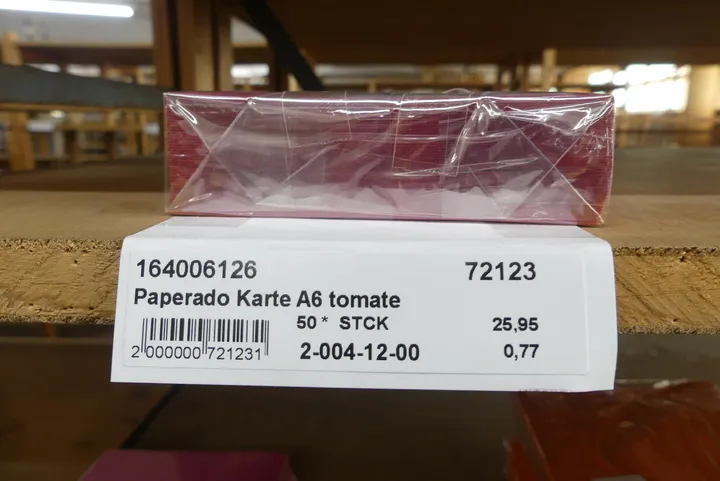 164006126 72123
Paperado Karte A6 tomate
50 * STCK 25,95
2 000000 721231 2-004-12-00 0,77